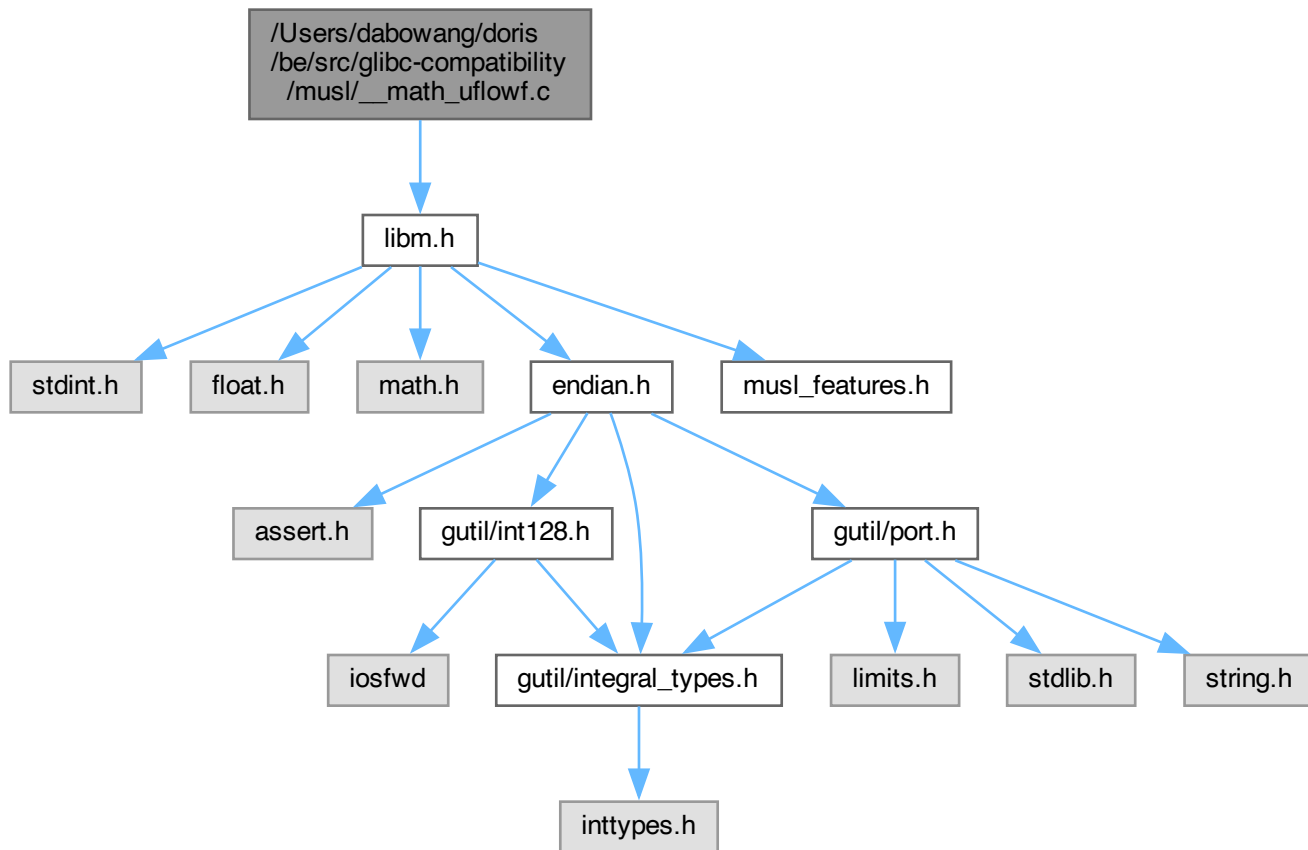 /Users/dabowang/doris
/be/src/glibc-compatibility
/musl/__math_uflowf.c
libm.h
stdint.h
float.h
math.h
endian.h
musl_features.h
assert.h
gutil/int128.h
gutil/port.h
iosfwd
gutil/integral_types.h
limits.h
stdlib.h
string.h
inttypes.h